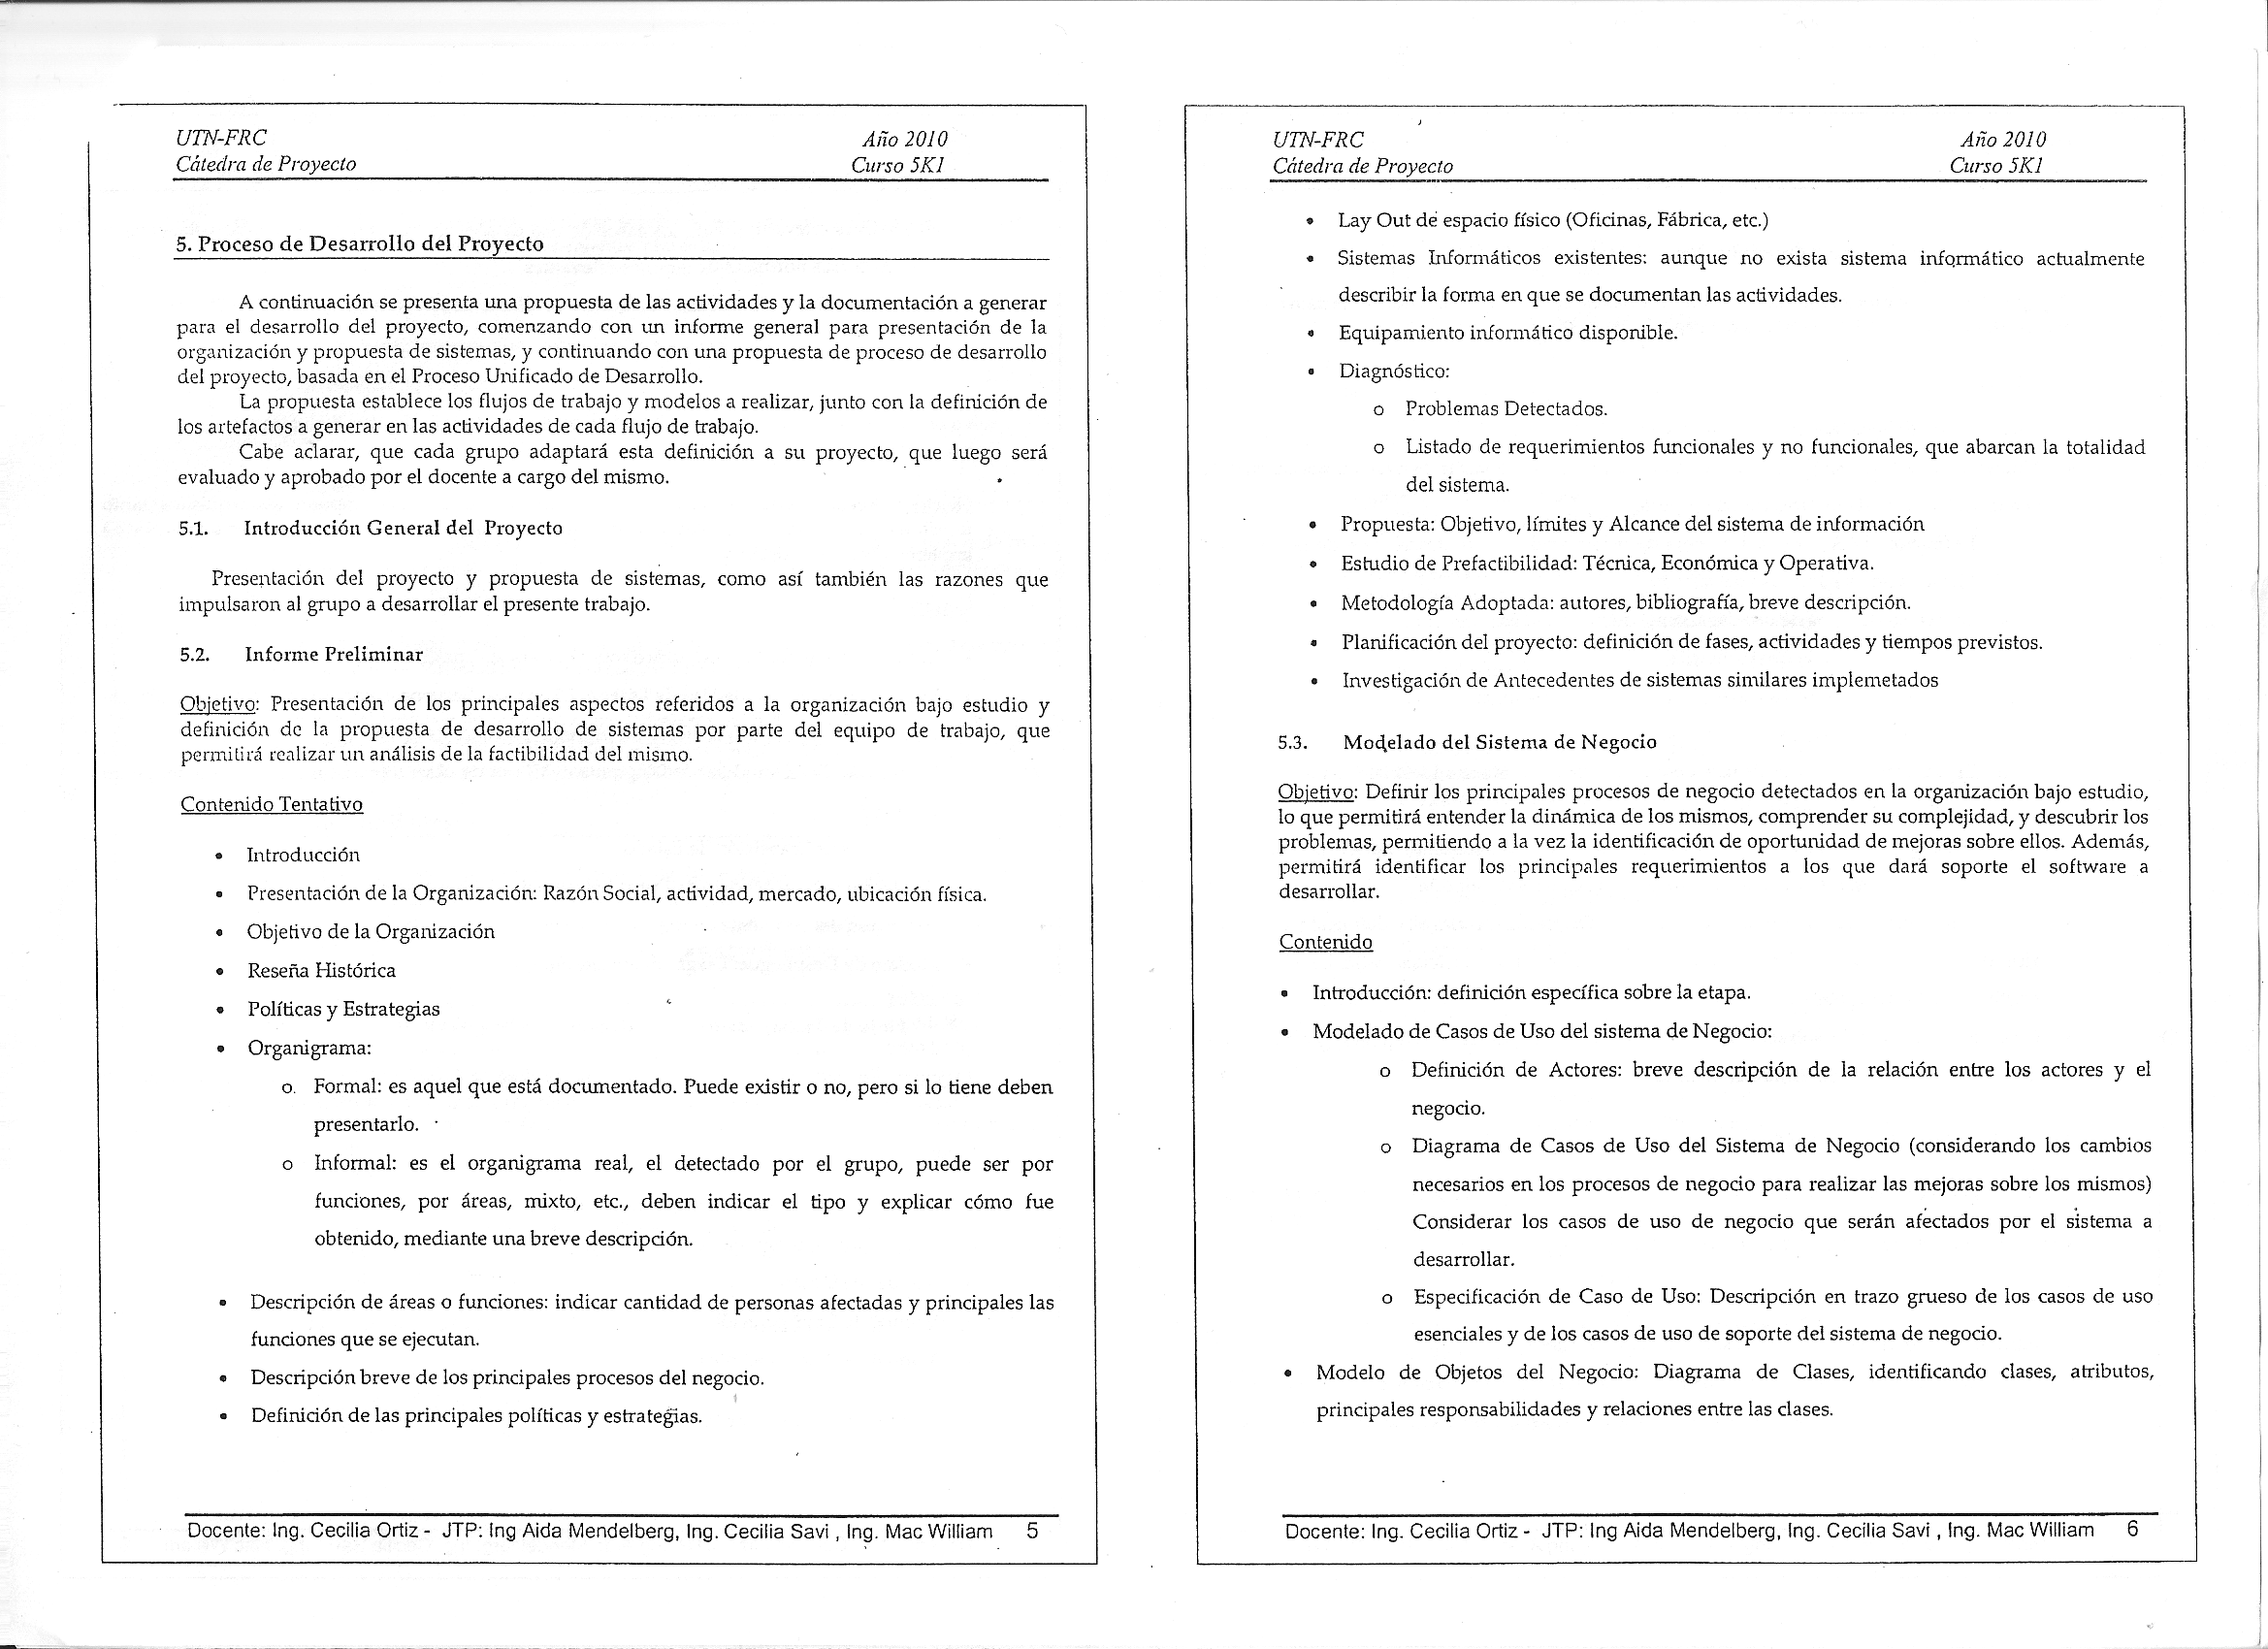 UTN-FRC Año 2010
Cátedra de Proyecto Curso 5K1
5. Proceso de Desarrollo del Proyecto
A continuación se presenta una propuesta de las actividades y la documentación a generar
para el desarrollo del proyecto, comenzando con un informe general para presentación de la
organización y propuesta de sistemas, y continuando con una propuesta de proceso de desarrollo
del proyecto, basada en el Proceso Unificado de Desarrollo.
La propuesta establece los flujos de trabajo y modelos a realizar, junto con la definición de
los artefactos a generar en las actividades de cada flujo de trabajo.
Cabe aclarar, que cada grupo adaptará esta definición a su proyecto, que luego será
evaluado y aprobado por el docente a cargo del mismo.
5.1. Introducción General del Proyecto
Presentación del proyecto y propuesta de sistemas, como así también las razones que
impulsaron al grupo a desarrollar el presente trabajo.
5.2. Informe Preliminar
Objetivo: Presentación de los principales aspectos referidos a la organización bajo estudio y
definición de la propuesta de desarrollo de sistemas por parte del equipo de trabajo, que
permitirá realizar un análisis de la factibilidad del mismo.
Contenido Tentativo
• Introducción
• Presentación de la Organización: Razón Social, actividad, mercado, ubicación física.
• Objetivo de la Organización
• Reseña Histórica
• Políticas y Estrategias
• Organigrama:
o Formal: es aquel que está documentado. Puede existir o no, pero si lo tiene deben
presentarlo.
o Informal: es el organigrama real, el detectado por el grupo, puede ser por
funciones, por áreas, mixto, etc., deben indicar el tipo y explicar cómo fue
obtenido, mediante una breve descripción.
• Descripción de áreas o funciones: indicar cantidad de personas afectadas y principales las
funciones que se ejecutan.
• Descripción breve de los principales procesos del negocio.
• Definición de las principales políticas y estrategias.
Docente: Ing. Cecilia Ortiz - JTP: Ing Aida Mendelberg, Ing. Cecilia Savi , Ing. Mac William 5
UTN-FRC Año 2010
Cátedra de Proyecto Curso 5K1
• Lay Out de espacio físico (Oficinas, Fábrica, etc.)
• Sistemas Informáticos existentes: aunque no exista sistema informático actualmente
describir la forma en que se documentan las actividades.
• Equipamiento informático disponible.
• Diagnóstico:
o Problemas Detectados.
o Listado de requerimientos funcionales y no funcionales, que abarcan la totalidad
del sistema.
• Propuesta: Objetivo, límites y Alcance del sistema de información
• Estudio de Prefactibilidad: Técnica, Económica y Operativa.
• Metodología Adoptada: autores, bibliografía, breve descripción.
• Planificación del proyecto: definición de fases, actividades y tiempos previstos.
• Investigación de Antecedentes de sistemas similares implemetados
5.3. Modelado del Sistema de Negocio
Objetivo: Definir los principales procesos de negocio detectados en la organización bajo estudio,
lo que permitirá entender la dinámica de los mismos, comprender su complejidad, y descubrir los
problemas, permitiendo a la vez la identificación de oportunidad de mejoras sobre ellos. Además,
permitirá identificar los principales requerimientos a los que dará soporte el software a
desarrollar.
Contenido
• Introducción: definición específica sobre la etapa.
• Modelado de Casos de Uso del sistema de Negocio:
o Definición de Actores: breve descripción de la relación entre los actores y el
negocio.
o Diagrama de Casos de Uso del Sistema de Negocio (considerando los cambios
necesarios en los procesos de negocio para realizar las mejoras sobre los mismos)
Considerar los casos de uso de negocio que serán afectados por el sistema a
desarrollar.
o Especificación de Caso de Uso: Descripción en trazo grueso de los casos de uso
esenciales y de los casos de uso de soporte del sistema de negocio.
• Modelo de Objetos del Negocio: Diagrama de Clases, identificando clases, atributos,
principales responsabilidades y relaciones entre las clases.
Docente: Ing. Cecilia Ortiz - JTP: Ing Aida Mendelberg, Ing. Cecilia Savi , Ing. Mac William 6